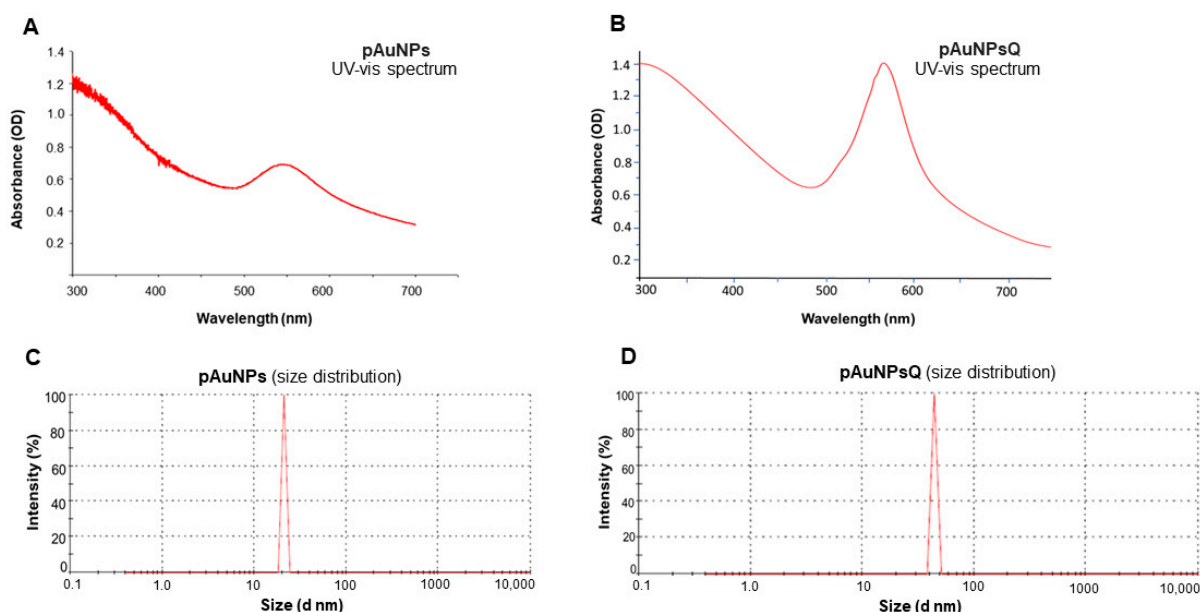 A
pAuNPs
UV-vis spectrum
1.4
1.2
1.0
0.8
0.6
0.4
0.2
Absorbance (OD)
300 400 500 600 700
Wavelength (nm)
B
pAuNPsQ
UV-vis spectrum
1.4
1.2
1.0
0.8
0.6
0.4
0.2
Absorbance (OD)
300 400 500 600 700
Wavelength (nm)
C
pAuNPs (size distribution)
100
80
60
40
20
0
Intensity (%)
0.1 1.0 10 100 1000 10,000
Size (d nm)
D
pAuNPsQ (size distribution)
100
80
60
40
20
0
Intensity (%)
0.1 1.0 10 100 1000 10,000
Size (d nm)